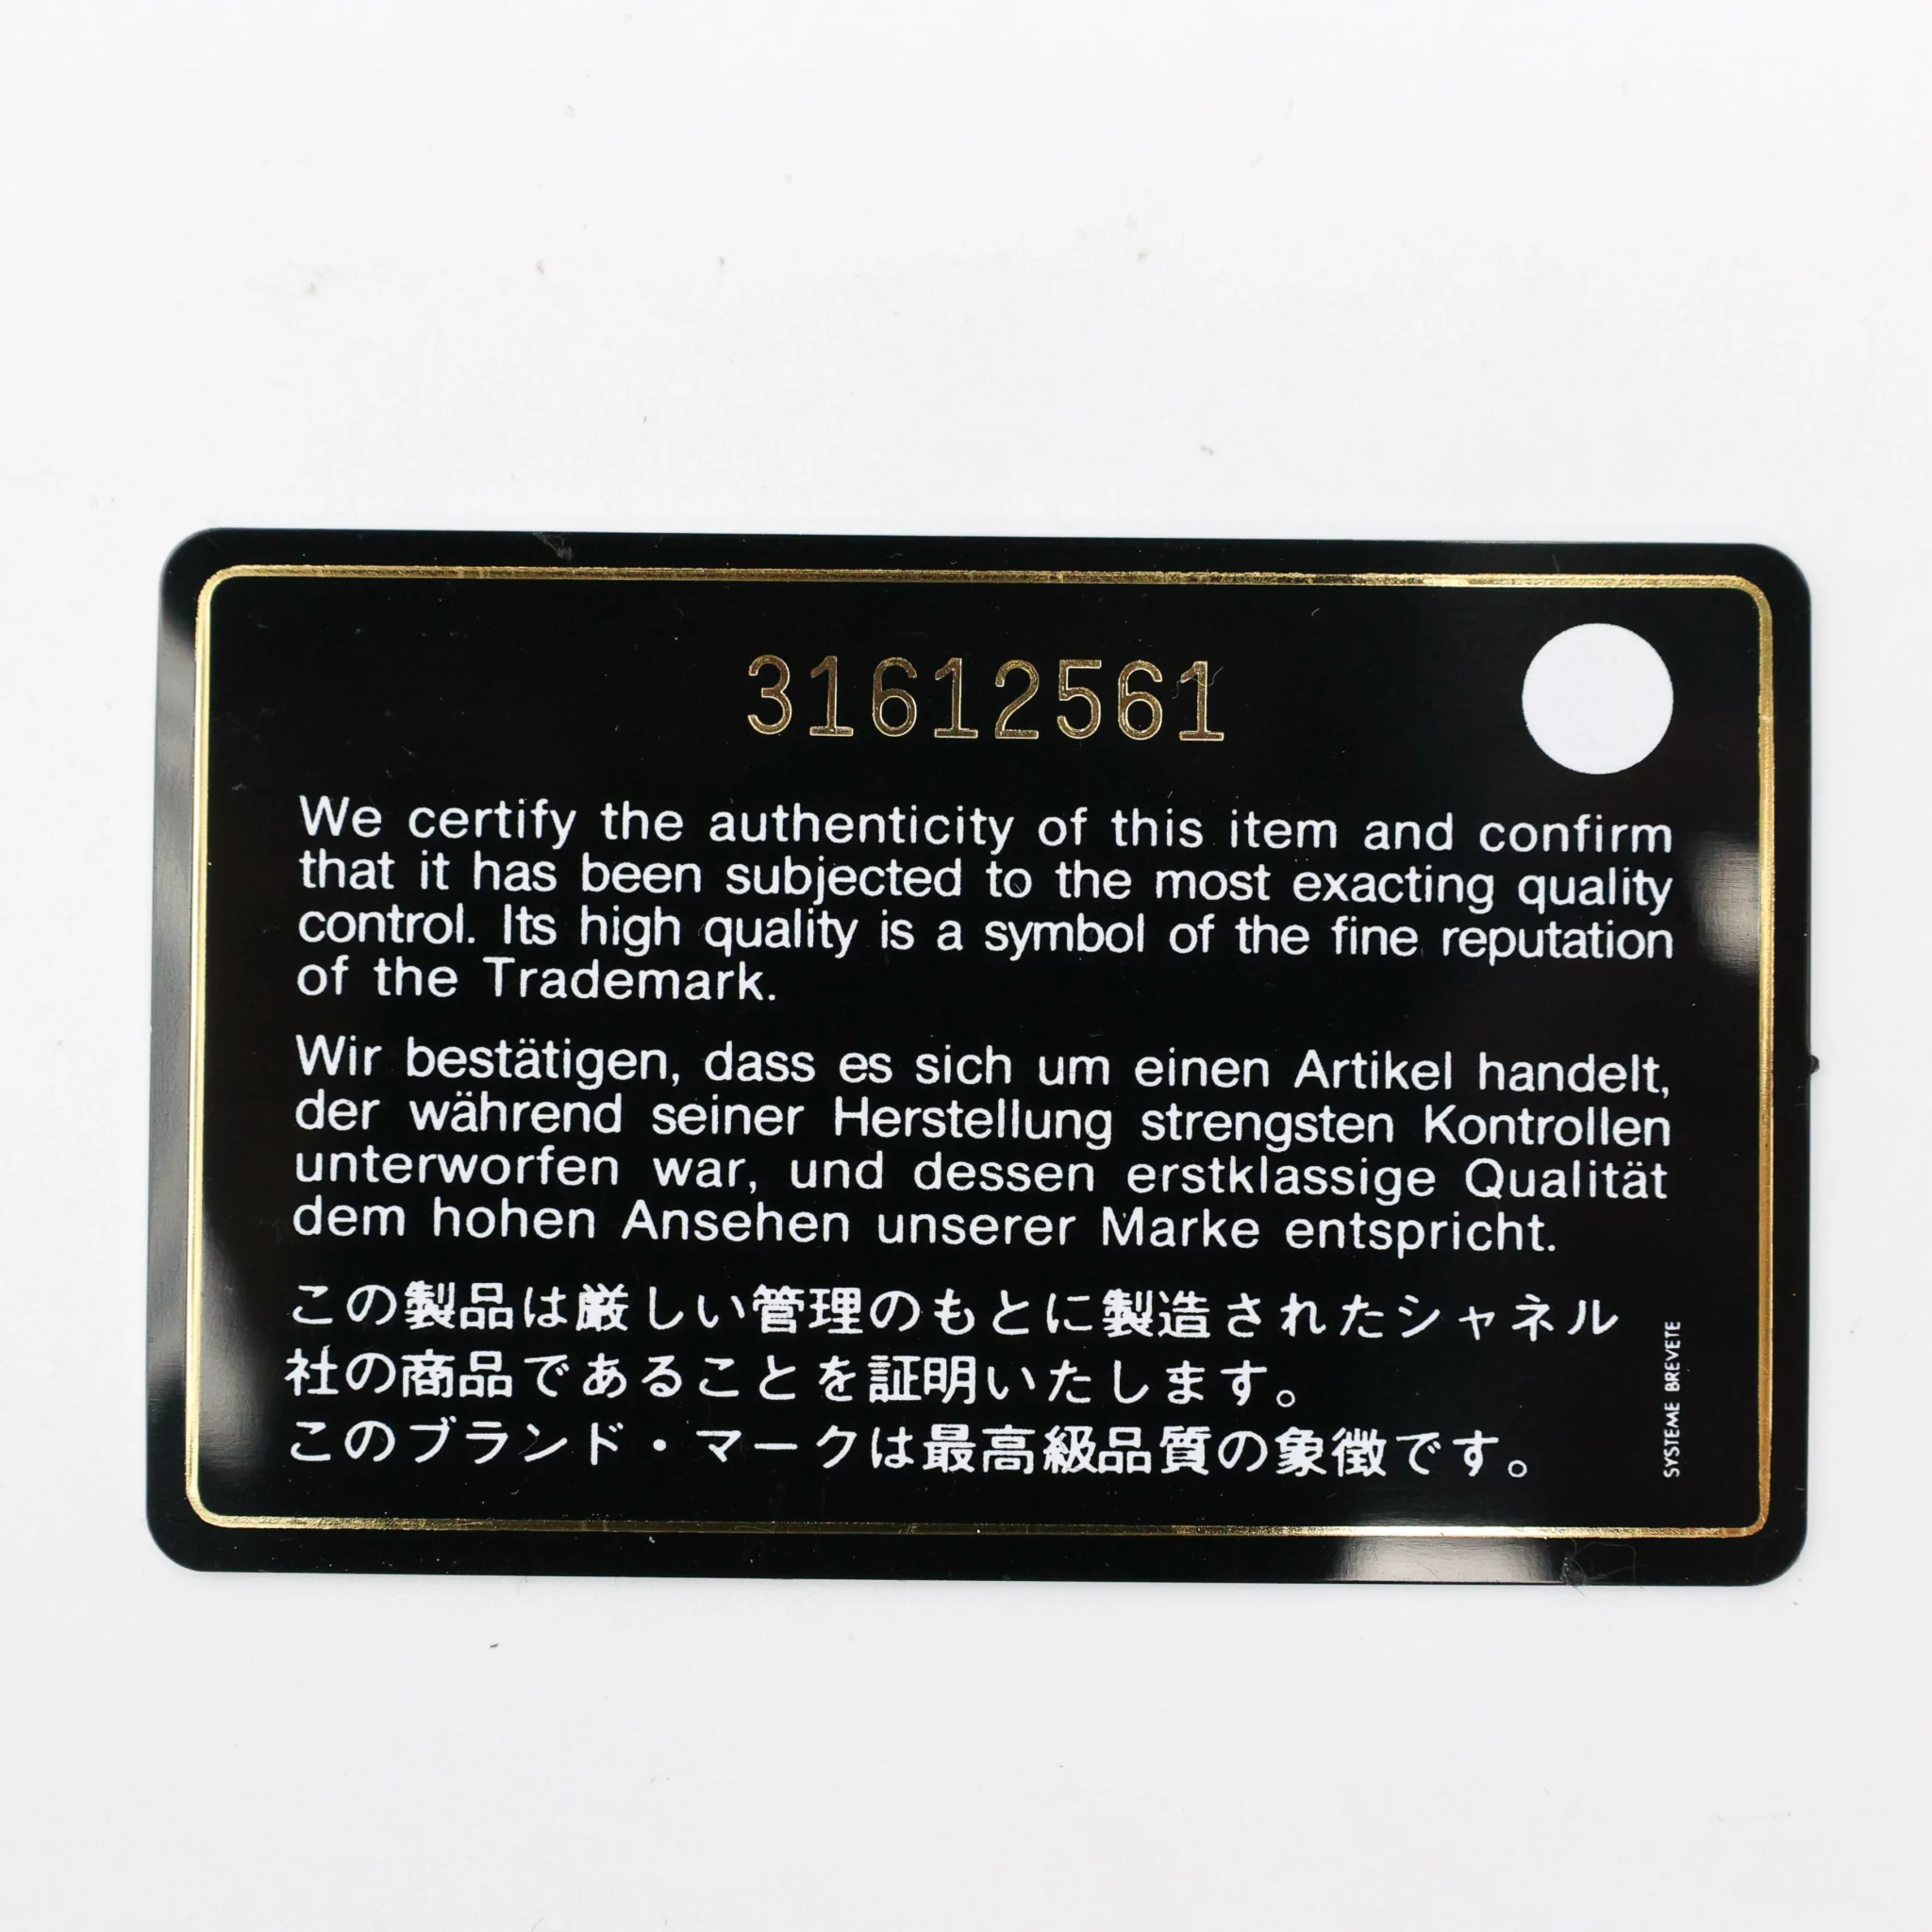 31612561
We certify the authenticity of this item and confirm
that it has been subjected to the most exacting quality
control. Its high quality is a symbol of the fine reputation
of the Trademark.
Wir bestätigen, dass es sich um einen Artikel handelt,
der während seiner Herstellung strengsten Kontrollen
unterworfen war, und dessen erstklassige Qualität
dem hohen Ansehen unserer Marke entspricht.
この製品は厳しい管理のもとに製造されたシャネル
社の商品であることを証明いたします。
このブランド・マークは最高級品質の象徴です。
SYSTEME BREVETE